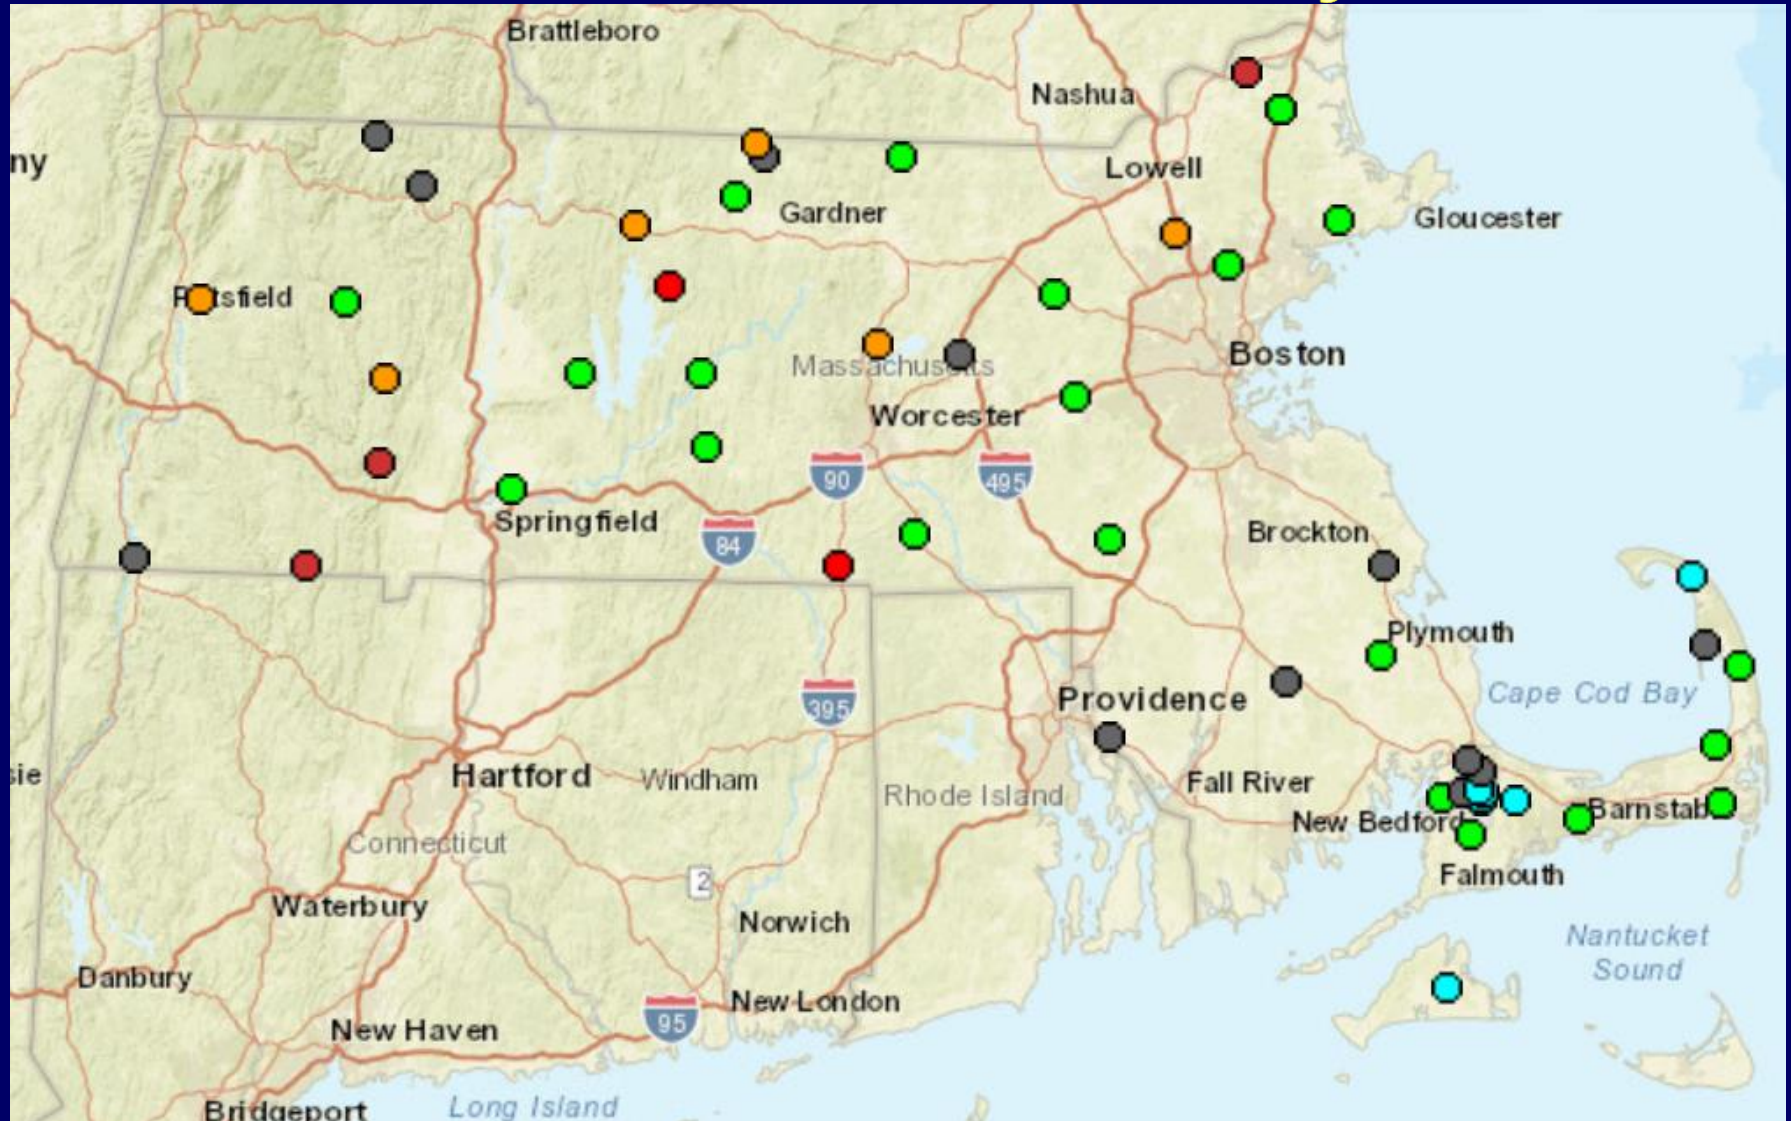 Brattleboro
Nashua
ny
Lowell
Gardner
Gloucester
Massachusetts
Boston
Worcester
90
495
Springfield
84
Brockton
Plymouth
395
Providence
Cape Cod Bay
sie
Hartford
Windham
Rhode Island
Fall River
New Bedford
Barnstab
Connecticut
2
Falmouth
Waterbury
Norwich
Nantucket
Sound
Danbury
New London
95
New Haven
Bridgeport
Long Island